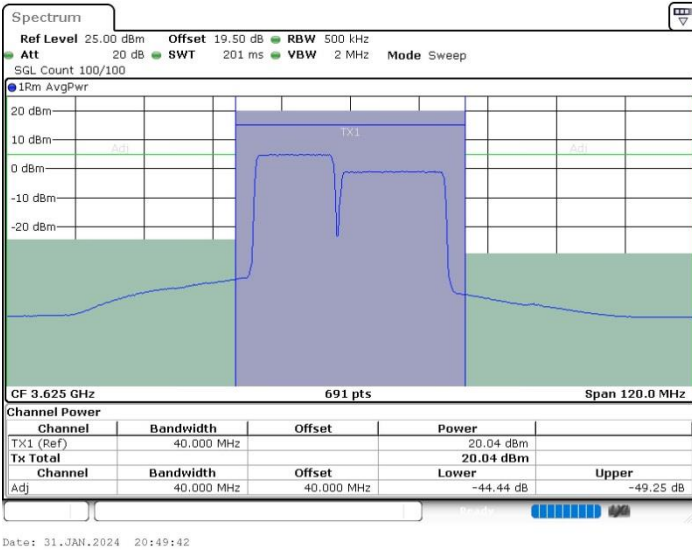 Spectrum
Ref Level 25.00 dBm Offset 19.50 dB RBW 500 kHz
Att 20 dB SWT 201 ms VBW 2 MHz Mode Sweep
SGL Count 100/100
1Rm AvgPwr
20 dBm
TX1
10 dBm
Adj Adj
0 dBm
-10 dBm
-20 dBm
CF 3.625 GHz 691 pts Span 120.0 MHz
Channel Power
Channel Bandwidth Offset Power
TX1 (Ref) 40.000 MHz 20.04 dBm
Tx Total 20.04 dBm
Channel Bandwidth Offset Lower Upper
Adj 40.000 MHz 40.000 MHz -44.44 dB -49.25 dB
Ready
Date: 31.JAN.2024 20:49:42